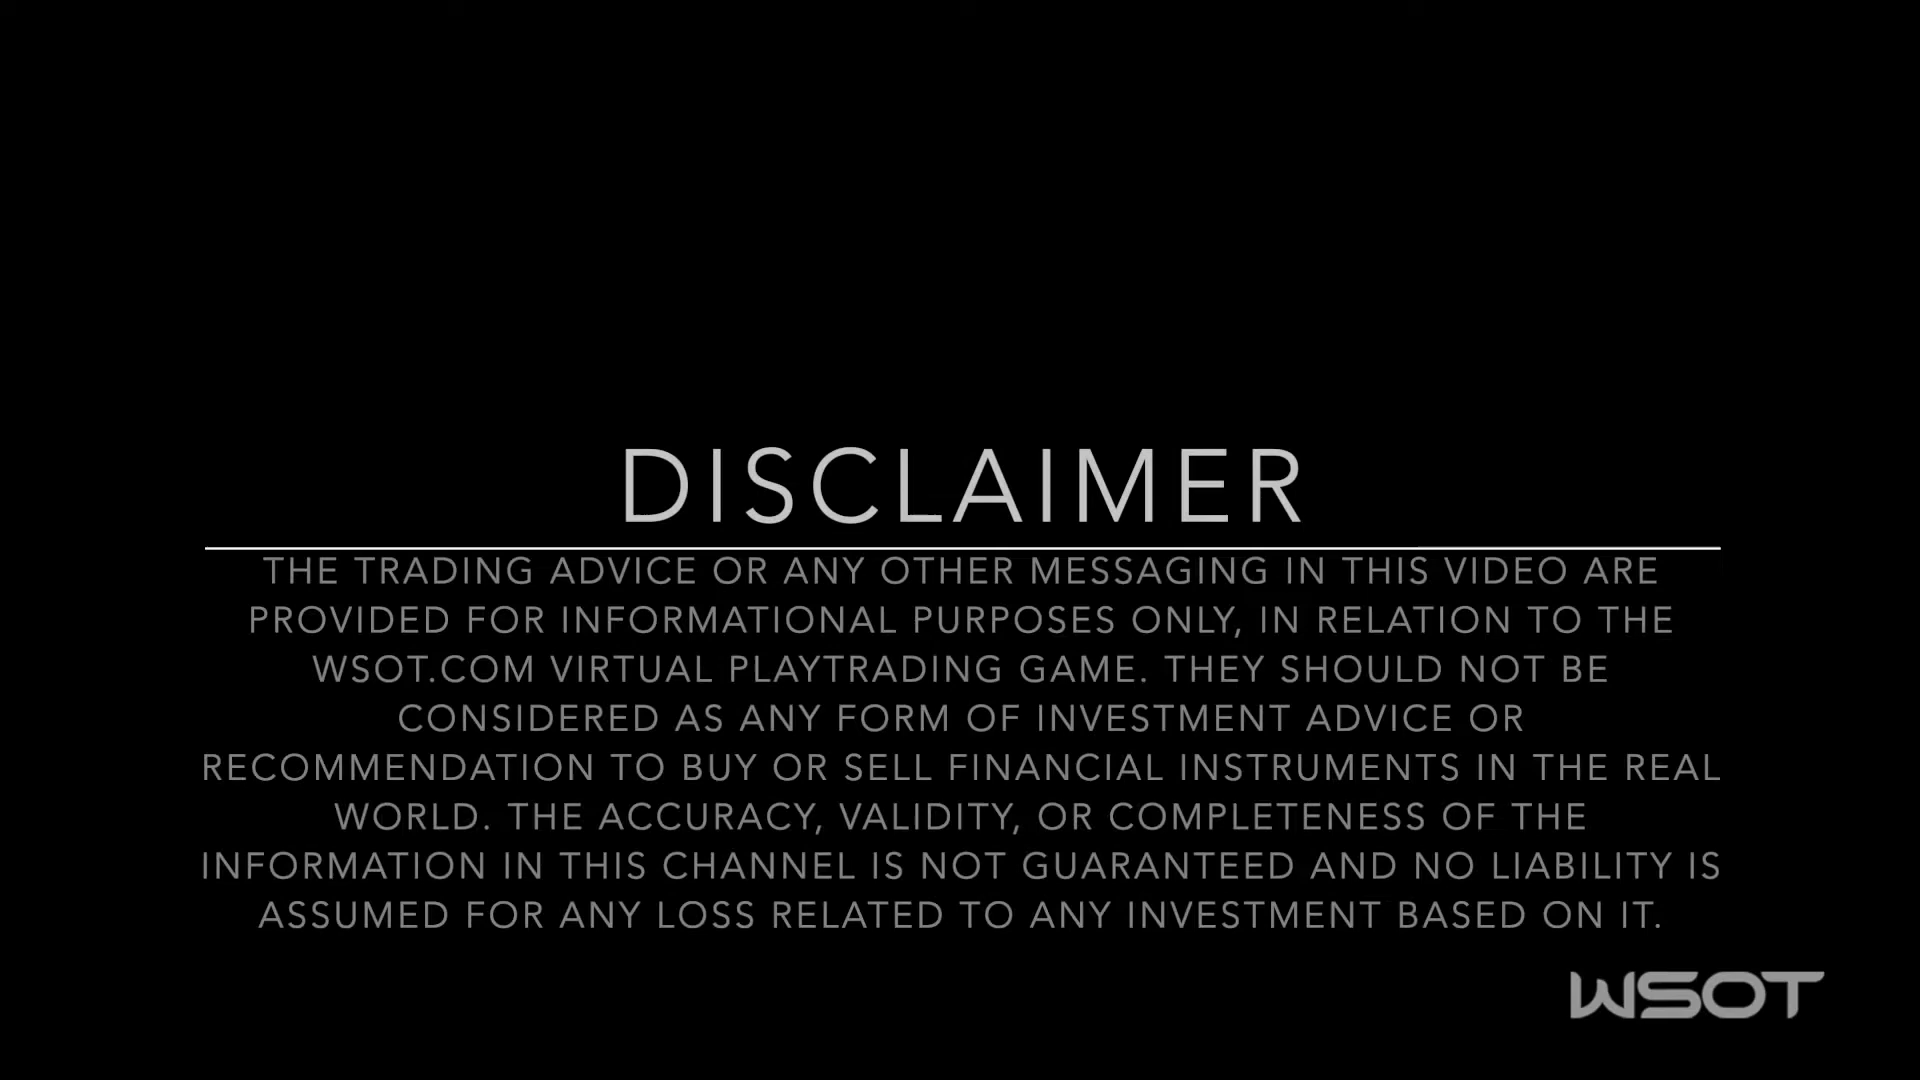 DISCLAIMER
THE TRADING ADVICE OR ANY OTHER MESSAGING IN THIS VIDEO ARE
PROVIDED FOR INFORMATIONAL PURPOSES ONLY, IN RELATION TO THE
WSOT.COM VIRTUAL PLAYTRADING GAME. THEY SHOULD NOT BE
CONSIDERED AS ANY FORM OF INVESTMENT ADVICE OR
RECOMMENDATION TO BUY OR SELL FINANCIAL INSTRUMENTS IN THE REAL
WORLD. THE ACCURACY, VALIDITY, OR COMPLETENESS OF THE
INFORMATION IN THIS CHANNEL IS NOT GUARANTEED AND NO LIABILITY IS
ASSUMED FOR ANY LOSS RELATED TO ANY INVESTMENT BASED ON IT.
WSOT